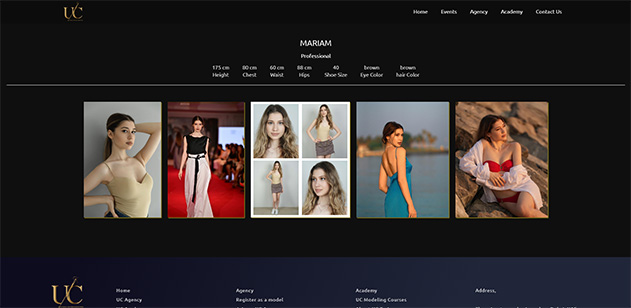 UC
Home Events Agency Academy Contact Us
MARIAM
Professional
175 cm 80 cm 60 cm 88 cm 40 brown brown
Height Chest Waist Hips Shoe Size Eye Color hair Color
UC
Home Agency Academy Address,
UC Agency Register as a model UC Modeling Courses